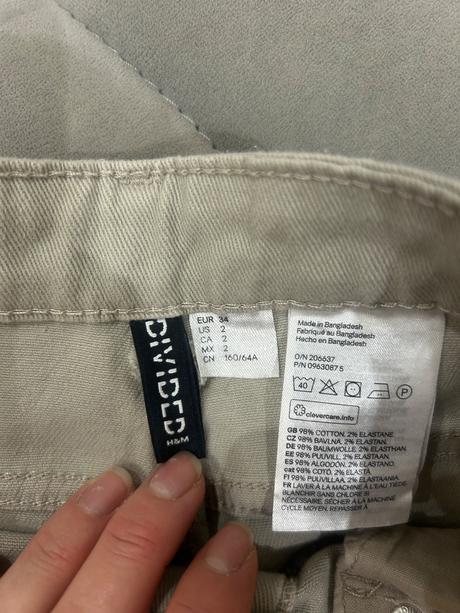 DIVIDED
H&M
EUR 34
US 2
CA 2
MX 2
CN 160/64A
Made in Bangladesh
Fabriqué au Bangladesh
Hecho en Bangladesh
O/N 206637
P/N 09630875
40
P
clevercare.info
GB 98% COTTON, 2% ELASTANE
CZ 98% BAVLNA, 2% ELASTAN.
DE 98% BAUMWOLLE, 2% ELASTHAN
EE 98% PUUVILL, 2% ELASTAAN.
ES 98% ALGODÓN, 2% ELASTANO.
cat 98% COTÓ, 2% ELASTÀ
FI 98% PUUVILLAA, 2% ELASTAANIA.
FR LAVER À LA MACHINE À L'EAU TIÈDE
BLANCHIR SANS CHLORE SI
NÉCESSAIRE, SÉCHER À LA MACHINE
CYCLE MOYEN, REPASSER À